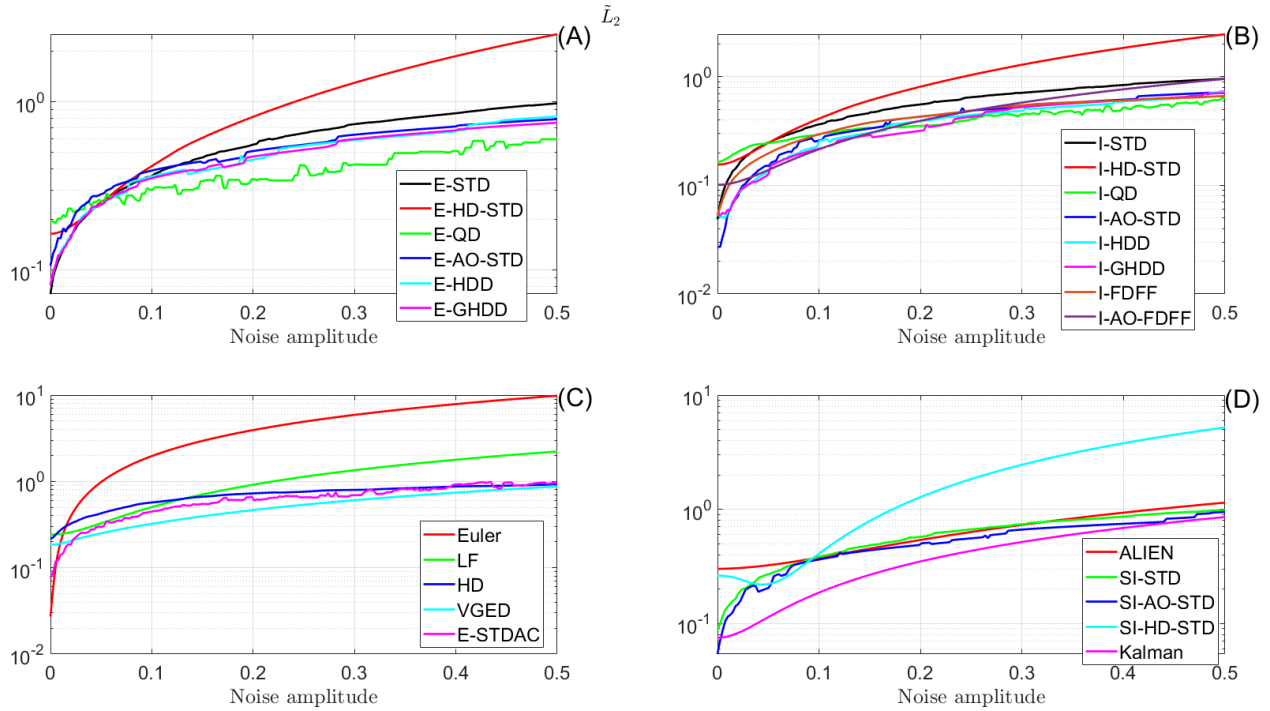 L̃₂
(A)
10⁰
10⁻¹
0 0.1 0.2 0.3 0.4 0.5
Noise amplitude
E-STD
E-HD-STD
E-QD
E-AO-STD
E-HDD
E-GHDD
(B)
10⁰
10⁻¹
10⁻²
0 0.1 0.2 0.3 0.4 0.5
Noise amplitude
I-STD
I-HD-STD
I-QD
I-AO-STD
I-HDD
I-GHDD
I-FDFF
I-AO-FDFF
(C)
10¹
10⁰
10⁻¹
10⁻²
0 0.1 0.2 0.3 0.4 0.5
Noise amplitude
Euler
LF
HD
VGED
E-STDAC
(D)
10¹
10⁰
10⁻¹
0 0.1 0.2 0.3 0.4 0.5
Noise amplitude
ALIEN
SI-STD
SI-AO-STD
SI-HD-STD
Kalman